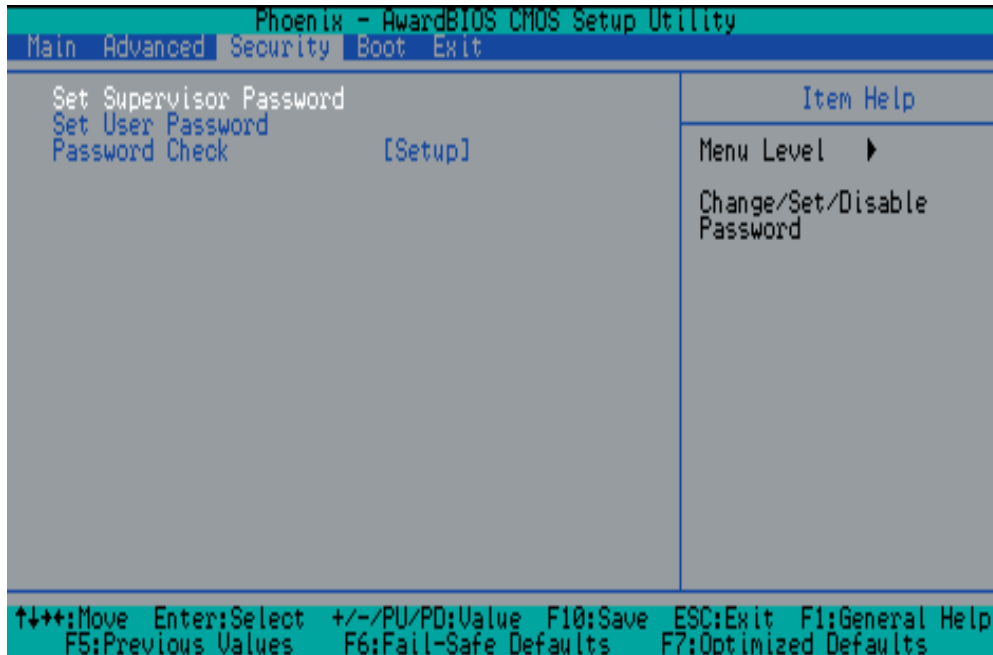 Phoenix - AwardBIOS CMOS Setup Utility
Main Advanced Security Boot Exit
Set Supervisor Password
Set User Password
Password Check [Setup]
Item Help
Menu Level ▶
Change/Set/Disable
Password
↑↓→←:Move Enter:Select +/-/PU/PD:Value F10:Save ESC:Exit F1:General Help
F5:Previous Values F6:Fail-Safe Defaults F7:Optimized Defaults